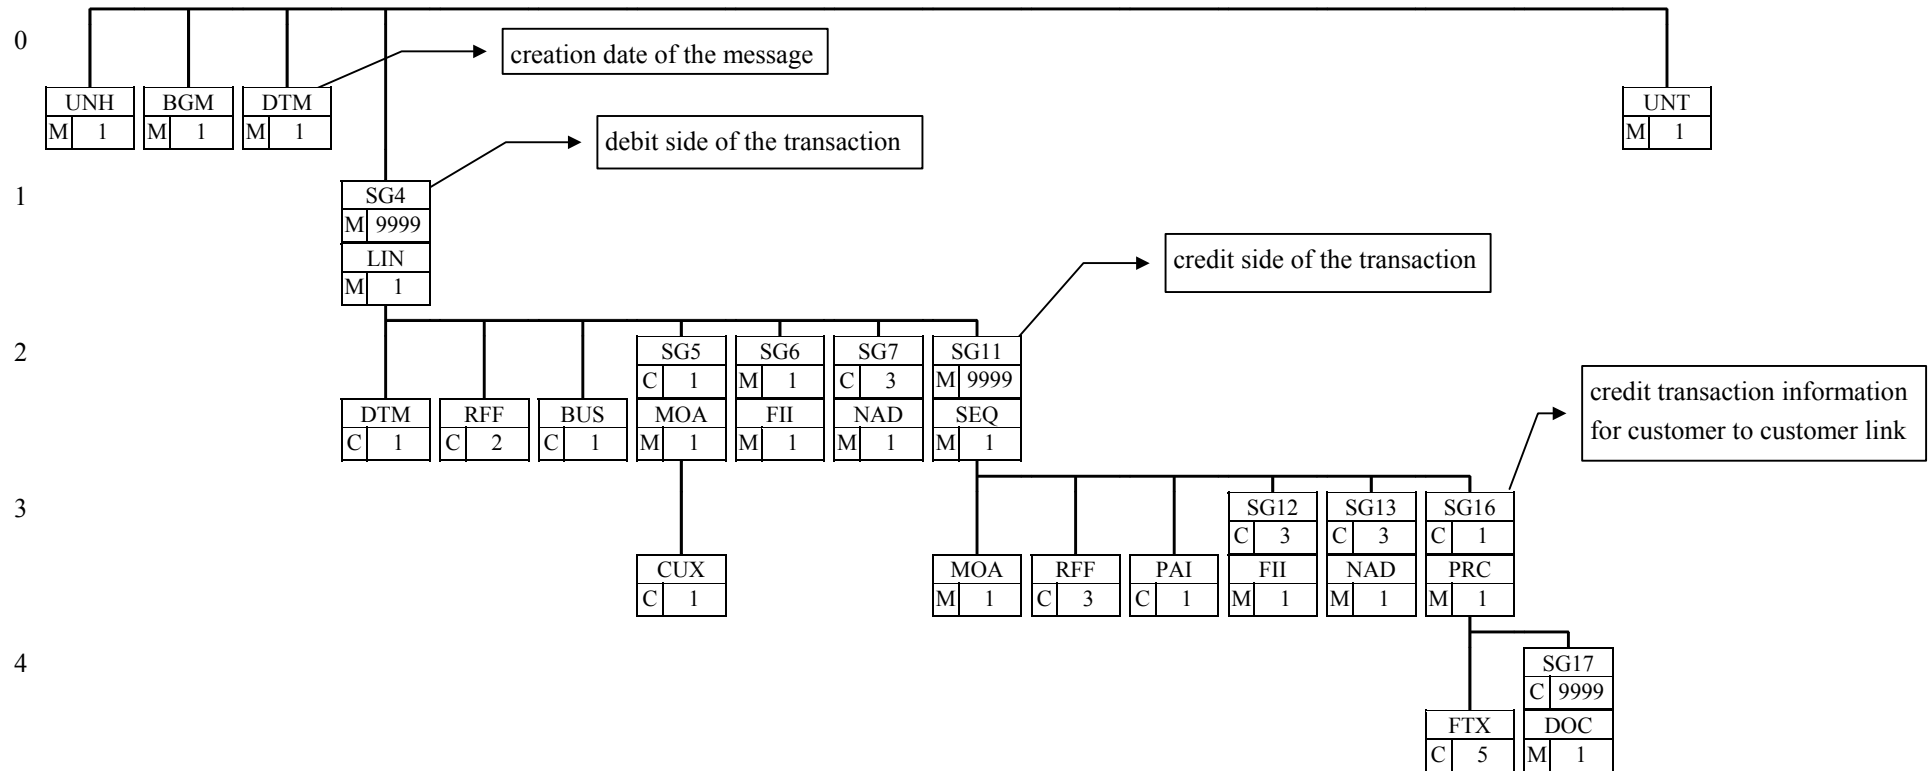 0
creation date of the message
UNH BGM DTM UNT
M 1 M 1 M 1 M 1
debit side of the transaction
1
SG4
M 9999
LIN
M 1
credit side of the transaction
2
SG5 SG6 SG7 SG11
C 1 M 1 C 3 M 9999
DTM RFF BUS MOA FII NAD SEQ
C 1 C 2 C 1 M 1 M 1 M 1 M 1
credit transaction information
for customer to customer link
3
SG12 SG13 SG16
C 3 C 3 C 1
CUX MOA RFF PAI FII NAD PRC
C 1 M 1 C 3 C 1 M 1 M 1 M 1
4
SG17
C 9999
FTX DOC
C 5 M 1